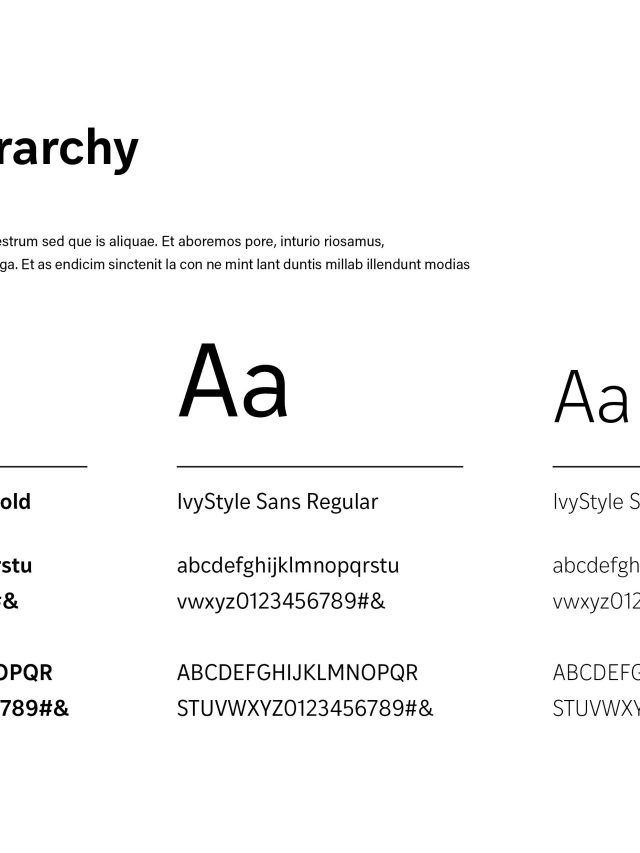 rarchy
estrum sed que is aliquae. Et aboremos pore, inturio riosamus,
ga. Et as endicim sinctenit la con ne mint lant duntis millab illendunt modias
Aa
Aa
old
IvyStyle Sans Regular
IvyStyle S
rstu
abcdefghijklmnopqrstu
abcdefgh
#&
vwxyz0123456789#&
vwxyz012
OPQR
ABCDEFGHIJKLMNOPQR
ABCDEFG
789#&
STUVWXYZ0123456789#&
STUVWXY